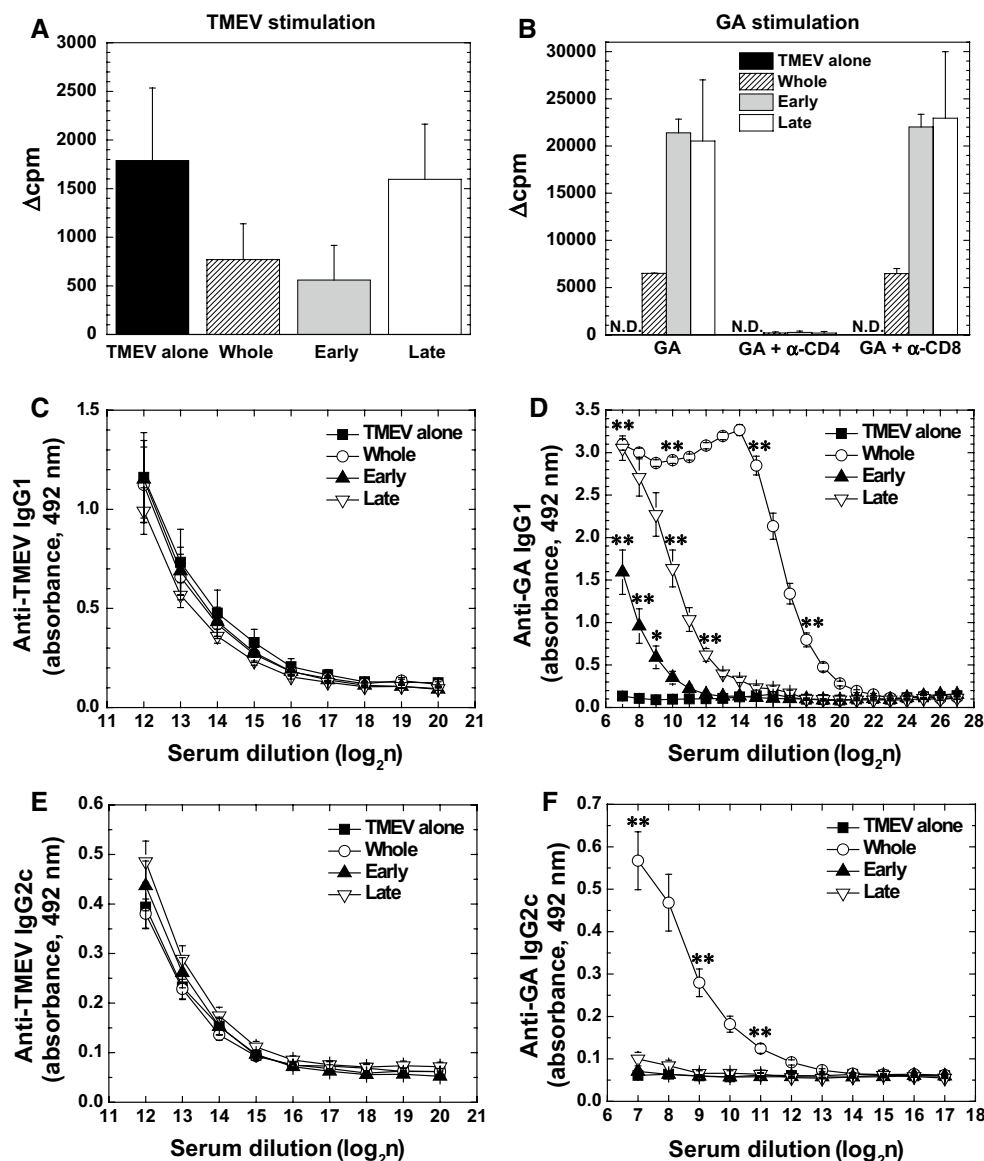 A
TMEV stimulation
3000
2500
2000
1500
1000
500
0
Δcpm
TMEV alone Whole Early Late
B
GA stimulation
30000
25000
20000
15000
10000
5000
0
Δcpm
TMEV alone
Whole
Early
Late
N.D. N.D. N.D.
GA GA + α-CD4 GA + α-CD8
C
1.5
1.0
0.5
0.0
Anti-TMEV IgG1
(absorbance, 492 nm)
TMEV alone
Whole
Early
Late
11 12 13 14 15 16 17 18 19 20 21
Serum dilution (log₂n)
D
3.5
3.0
2.5
2.0
1.5
1.0
0.5
0.0
Anti-GA IgG1
(absorbance, 492 nm)
** ** **
** **
** * ** **
TMEV alone
Whole
Early
Late
6 8 10 12 14 16 18 20 22 24 26 28
Serum dilution (log₂n)
E
0.6
0.5
0.4
0.3
0.2
0.1
0.0
Anti-TMEV IgG2c
(absorbance, 492 nm)
TMEV alone
Whole
Early
Late
11 12 13 14 15 16 17 18 19 20 21
Serum dilution (log₂n)
F
0.7
0.6
0.5
0.4
0.3
0.2
0.1
0.0
Anti-GA IgG2c
(absorbance, 492 nm)
**
**
**
TMEV alone
Whole
Early
Late
6 7 8 9 10 11 12 13 14 15 16 17 18
Serum dilution (log₂n)